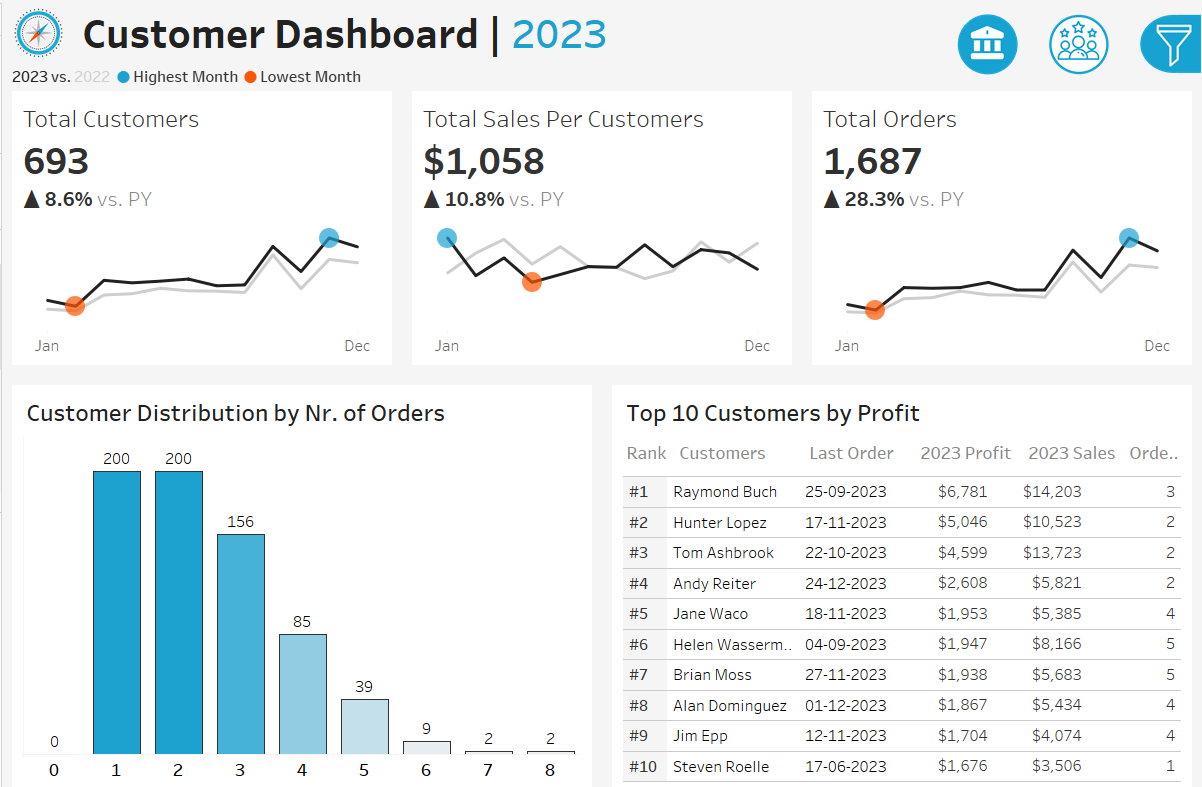 Customer Dashboard | 2023
2023 vs. 2022 Highest Month Lowest Month
Total Customers
693
▲ 8.6% vs. PY
Jan Dec
Total Sales Per Customers
$1,058
▲ 10.8% vs. PY
Jan Dec
Total Orders
1,687
▲ 28.3% vs. PY
Jan Dec
Customer Distribution by Nr. of Orders
0 200 200 156 85 39 9 2 2
0 1 2 3 4 5 6 7 8
Top 10 Customers by Profit
Rank Customers Last Order 2023 Profit 2023 Sales Orde..
#1 Raymond Buch 25-09-2023 $6,781 $14,203 3
#2 Hunter Lopez 17-11-2023 $5,046 $10,523 2
#3 Tom Ashbrook 22-10-2023 $4,599 $13,723 2
#4 Andy Reiter 24-12-2023 $2,608 $5,821 2
#5 Jane Waco 18-11-2023 $1,953 $5,385 4
#6 Helen Wasserm.. 04-09-2023 $1,947 $8,166 5
#7 Brian Moss 27-11-2023 $1,938 $5,683 5
#8 Alan Dominguez 01-12-2023 $1,867 $5,434 4
#9 Jim Epp 12-11-2023 $1,704 $4,074 4
#10 Steven Roelle 17-06-2023 $1,676 $3,506 1